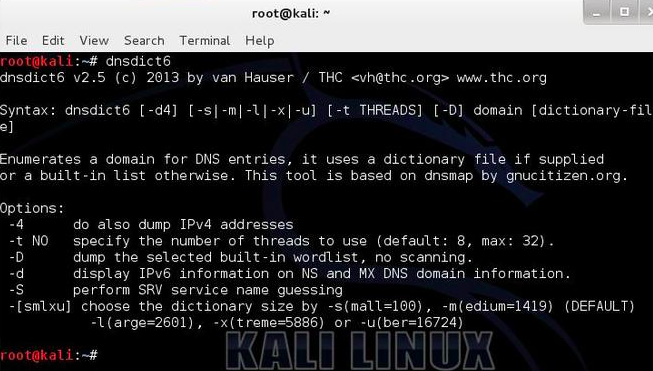 root@kali: ~
File Edit View Search Terminal Help
root@kali:~# dnsdict6
dnsdict6 v2.5 (c) 2013 by van Hauser / THC <vh@thc.org> www.thc.org
Syntax: dnsdict6 [-d4] [-s|-m|-l|-x|-u] [-t THREADS] [-D] domain [dictionary-fil
e]
Enumerates a domain for DNS entries, it uses a dictionary file if supplied
or a built-in list otherwise. This tool is based on dnsmap by gnucitizen.org.
Options:
-4 do also dump IPv4 addresses
-t NO specify the number of threads to use (default: 8, max: 32).
-D dump the selected built-in wordlist, no scanning.
-d display IPv6 information on NS and MX DNS domain information.
-S perform SRV service name guessing
-[smlxu] choose the dictionary size by -s(mall=100), -m(edium=1419) (DEFAULT)
-l(arge=2601), -x(treme=5886) or -u(ber=16724)
root@kali:~#
KALI LINUX